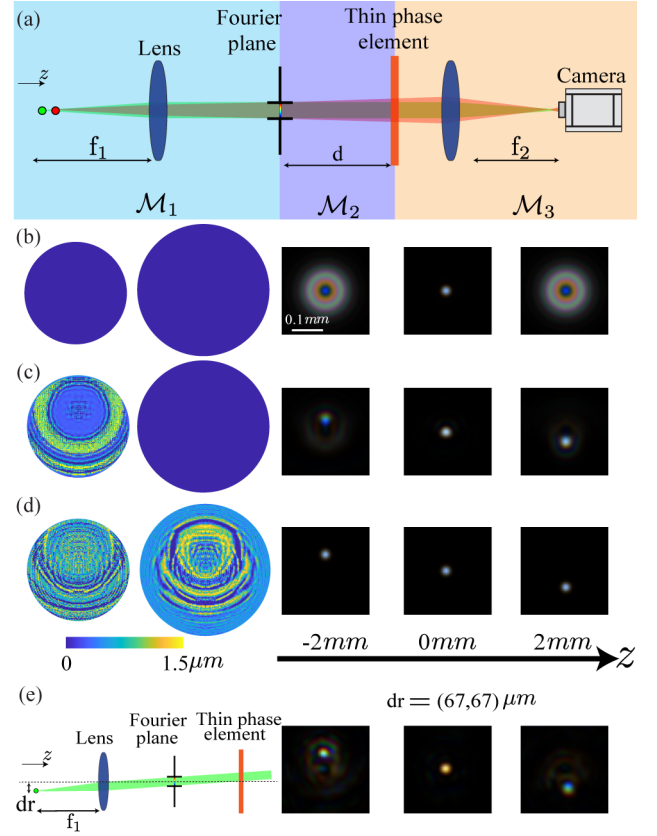 (a)
Fourier
plane
Thin phase
element
Lens
Camera
z
f₁
d
f₂
ℳ₁
ℳ₂
ℳ₃
(b)
0.1mm
(c)
(d)
0
1.5μm
-2mm
0mm
2mm
z
(e)
dr = (67,67) μm
Fourier
plane
Thin phase
element
Lens
z
dr
f₁